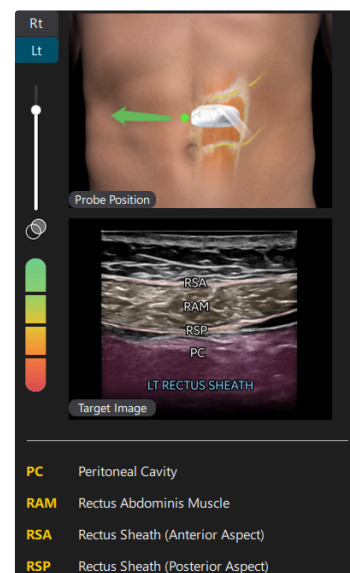 Rt
Lt
Probe Position
RSA
RAM
RSP
PC
LT RECTUS SHEATH
Target Image
PC Peritoneal Cavity
RAM Rectus Abdominis Muscle
RSA Rectus Sheath (Anterior Aspect)
RSP Rectus Sheath (Posterior Aspect)